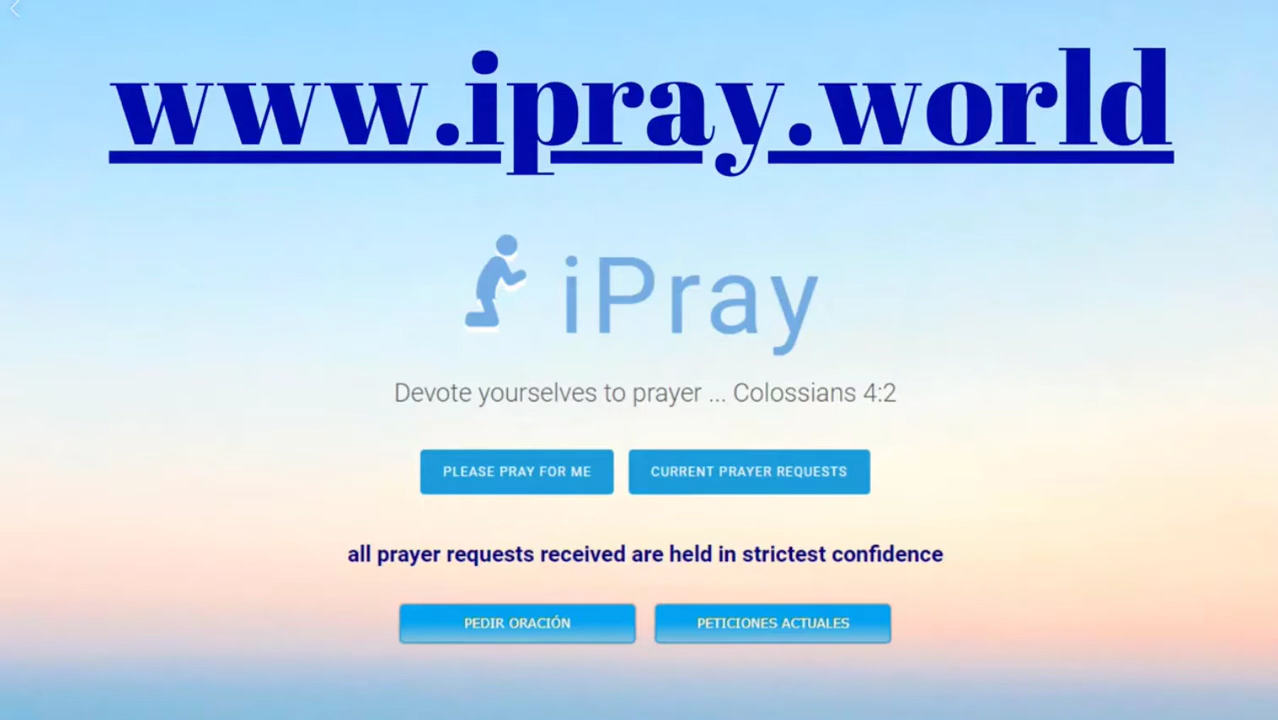 www.ipray.world
iPray
Devote yourselves to prayer ... Colossians 4:2
PLEASE PRAY FOR ME
CURRENT PRAYER REQUESTS
all prayer requests received are held in strictest confidence
PEDIR ORACIÓN
PETICIONES ACTUALES